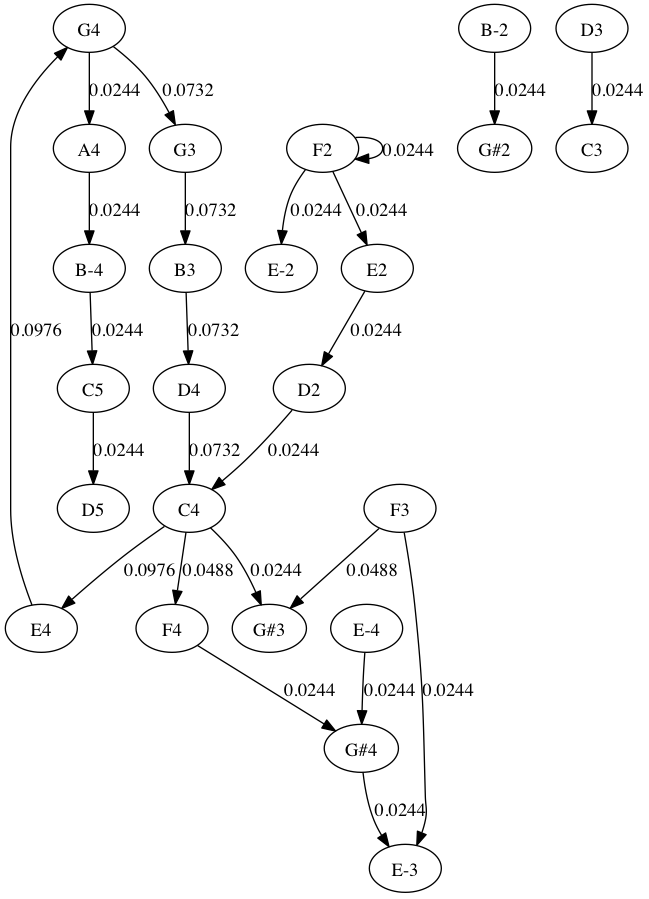 G4 B-2 D3
0.0244 0.0732 0.0244 0.0244
A4 G3 F2 0.0244 G#2 C3
0.0244 0.0732 0.0244 0.0244
B-4 B3 E-2 E2
0.0976 0.0244 0.0732 0.0244
C5 D4 D2
0.0244 0.0732 0.0244
D5 C4 F3
0.0976 0.0488 0.0244 0.0488
E4 F4 G#3 E-4
0.0244 0.0244 0.0244
G#4
0.0244
E-3